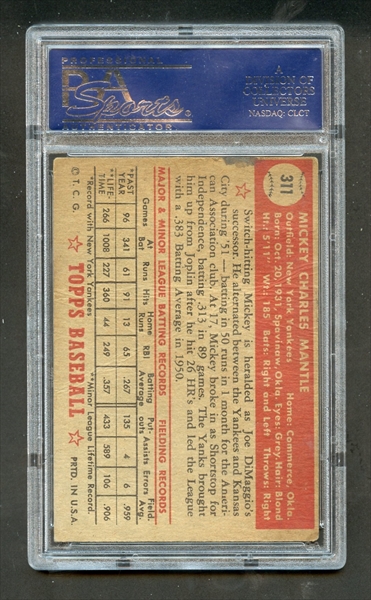 PROFESSIONAL
PSA
Sports
AUTHENTICATOR
A
DIVISION OF
COLLECTORS
UNIVERSE
NASDAQ: CLCT
311
MICKEY CHARLES MANTLE
Outfield: New York Yankees Home: Commerce, Okla.
Born: Oct. 20, 1931, Spavinaw, Okla. Eyes: Grey Hair: Blond
Ht.: 5'11" Wt.: 185 Bats: Right and Left Throws: Right
Switch-hitting Mickey is heralded as Joe DiMaggio's
successor. He alternated between the Yankees and Kansas
City during '51 — batting in 50 runs in 1 month for the Ameri-
can Association club. At 17, Mickey broke in as Shortstop for
Independence, batting .313 in 89 games. The Yanks brought
him up from Joplin after he hit 26 HR's and led the League
with a .383 Batting Average in 1950.
MAJOR & MINOR LEAGUE BATTING RECORDS FIELDING RECORDS
Games At Bat Runs Hits Home Runs RBI Batting Average Put-outs Assists Errors Field. Avg.
*PAST YEAR 96 341 61 91 13 65 .267 135 4 6 .959
**LIFE TIME 266 1008 227 360 44 249 .357 433 589 106 .906
*Record with New York Yankees **Minor League Lifetime Record.
© T. C. G. TOPPS BASEBALL PRTD. IN U.S.A.